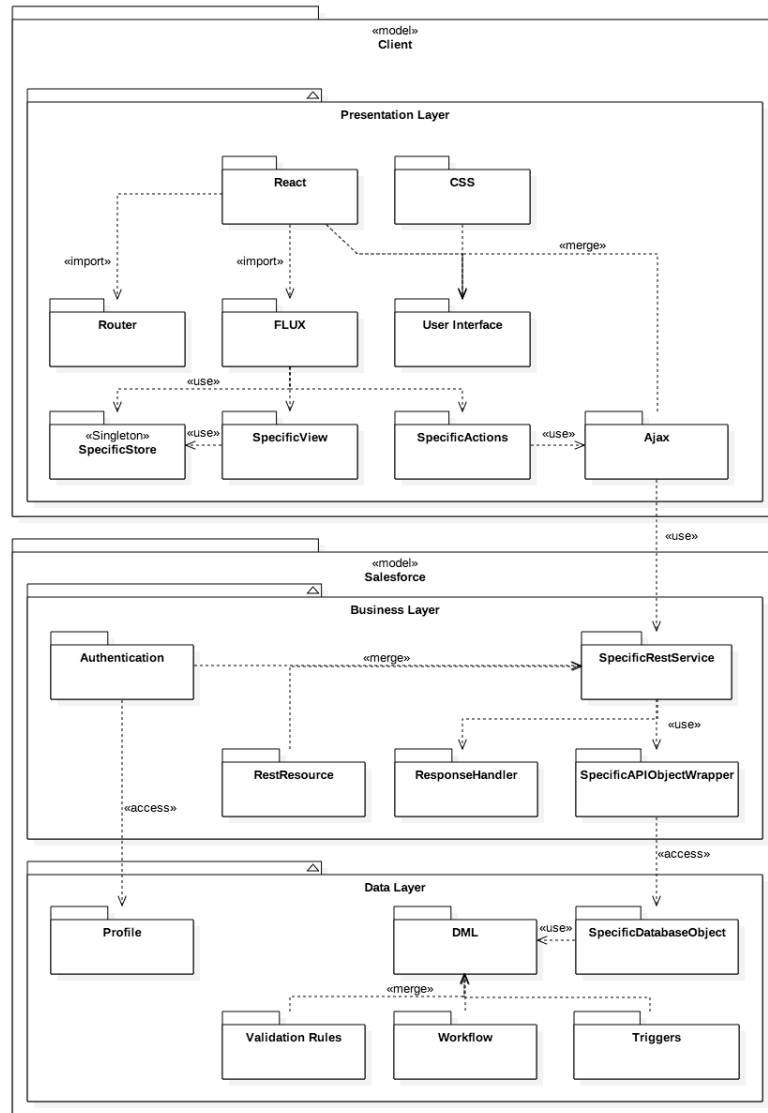 «model»
Client
Presentation Layer
React
CSS
«merge»
«import»
«import»
Router
FLUX
User Interface
«use»
«Singleton»
SpecificStore
«use»
SpecificView
SpecificActions
«use»
Ajax
«use»
«model»
Salesforce
Business Layer
Authentication
«merge»
SpecificRestService
«use»
RestResource
ResponseHandler
SpecificAPIObjectWrapper
«access»
«access»
Data Layer
Profile
DML
«use»
SpecificDatabaseObject
«merge»
Validation Rules
Workflow
Triggers